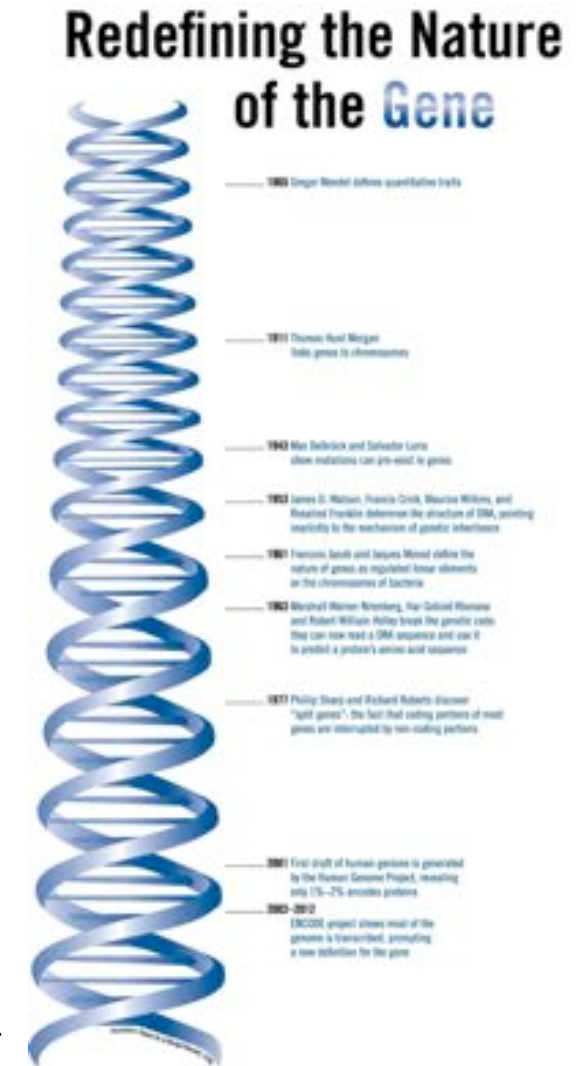 Redefining the Nature
of the Gene
1865 Gregor Mendel defines quantitative traits
1911 Thomas Hunt Morgan
links genes to chromosomes
1943 Max Delbrück and Salvador Luria
show mutations can pre-exist in genes
1953 James D. Watson, Francis Crick, Maurice Wilkins, and
Rosalind Franklin determine the structure of DNA, pointing
explicitly to the mechanism of genetic inheritance
1961 Francois Jacob and Jaques Monod define the
nature of genes as regulated linear elements
on the chromosomes of bacteria
Marshall Warren Nirenberg, Har Gobind Khorana
and Robert William Holley break the genetic code;
they can now read a DNA sequence and use it
to predict a protein's amino acid sequence
1977 Phillip Sharp and Richard Roberts discover
"split genes": the fact that coding portions of most
genes are interrupted by non-coding portions
2001 First draft of human genome is generated
by the Human Genome Project, revealing
only 1%–2% encodes proteins
2003–2012
ENCODE project shows most of the
genome is transcribed, prompting
a new definition for the gene